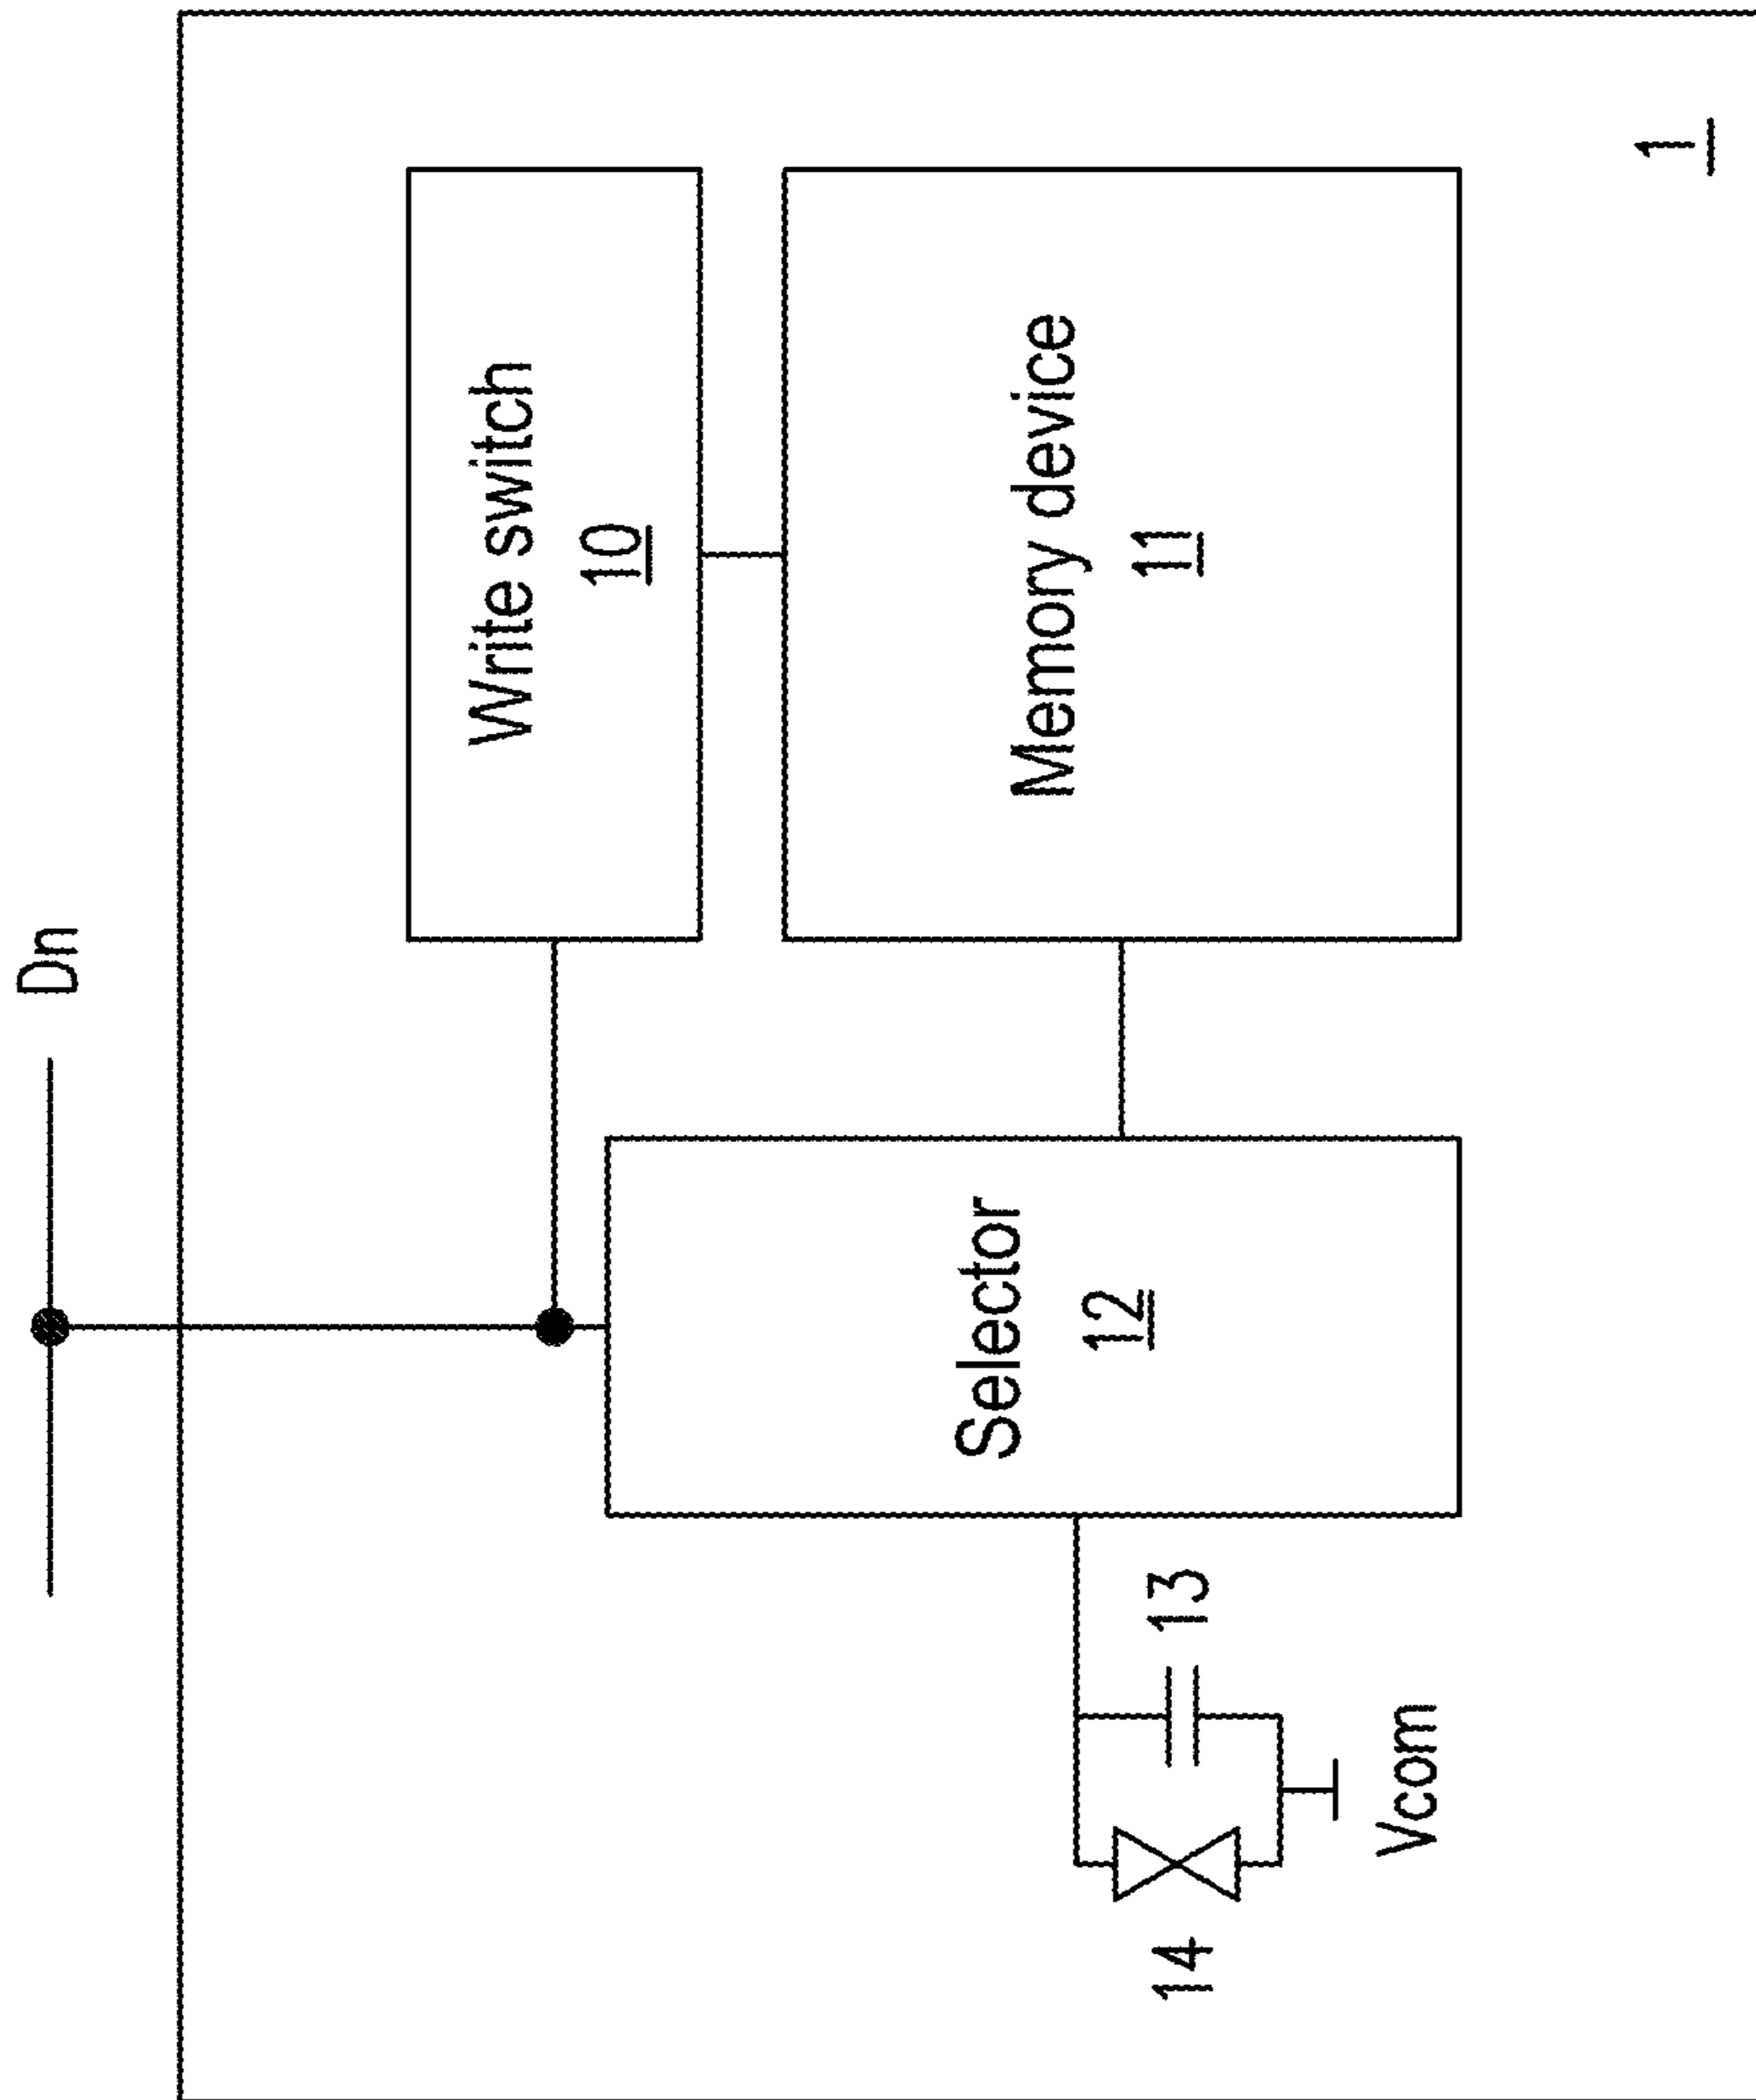 Dn
Write switch
10
Memory device
11
Selector
12
13
14
Vcom
1